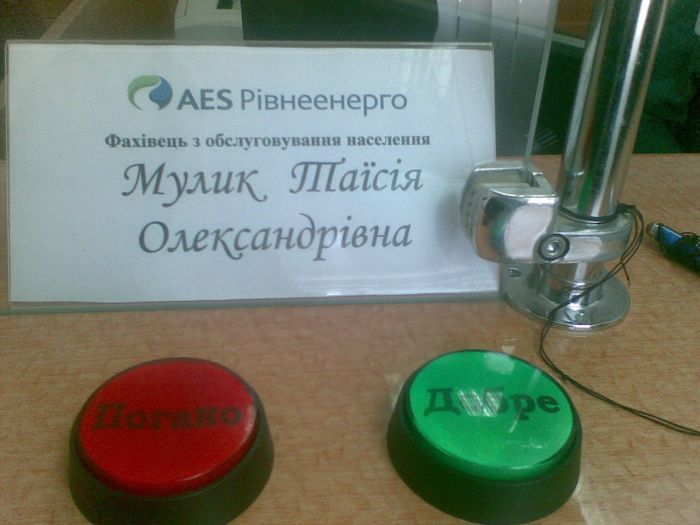 AES Рівнеенерго
Фахівець з обслуговування населення
Мулик Таїсія
Олександрівна
Погано
Добре